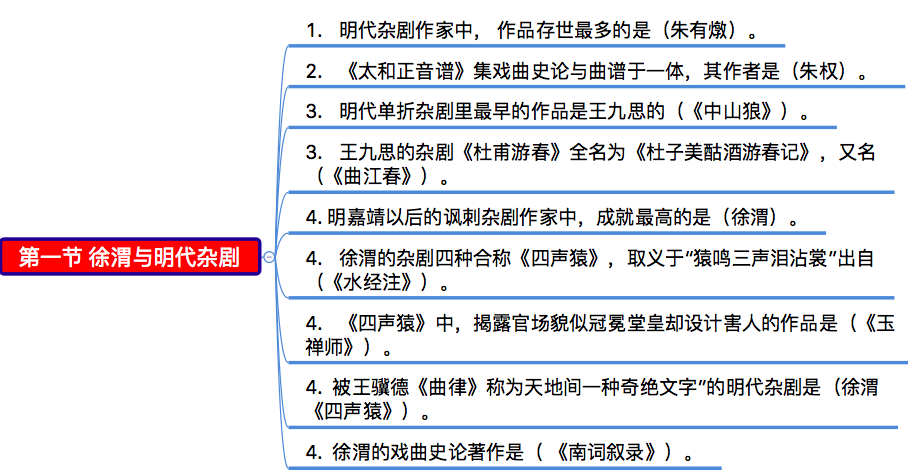 1. 明代杂剧作家中， 作品存世最多的是（朱有燉）。
2. 《太和正音谱》集戏曲史论与曲谱于一体，其作者是（朱权）。
3. 明代单折杂剧里最早的作品是王九思的（《中山狼》）。
3. 王九思的杂剧《杜甫游春》全名为《杜子美酤酒游春记》，又名
（《曲江春》）。
4. 明嘉靖以后的讽刺杂剧作家中，成就最高的是（徐渭）。
第一节 徐渭与明代杂剧
4. 徐渭的杂剧四种合称《四声猿》，取义于“猿鸣三声泪沾裳”出自
（《水经注》）。
4. 《四声猿》中，揭露官场貌似冠冕堂皇却设计害人的作品是（《玉
禅师》）。
4. 被王骥德《曲律》称为天地间一种奇绝文字”的明代杂剧是（徐渭
《四声猿》）。
4. 徐渭的戏曲史论著作是（ 《南词叙录》）。